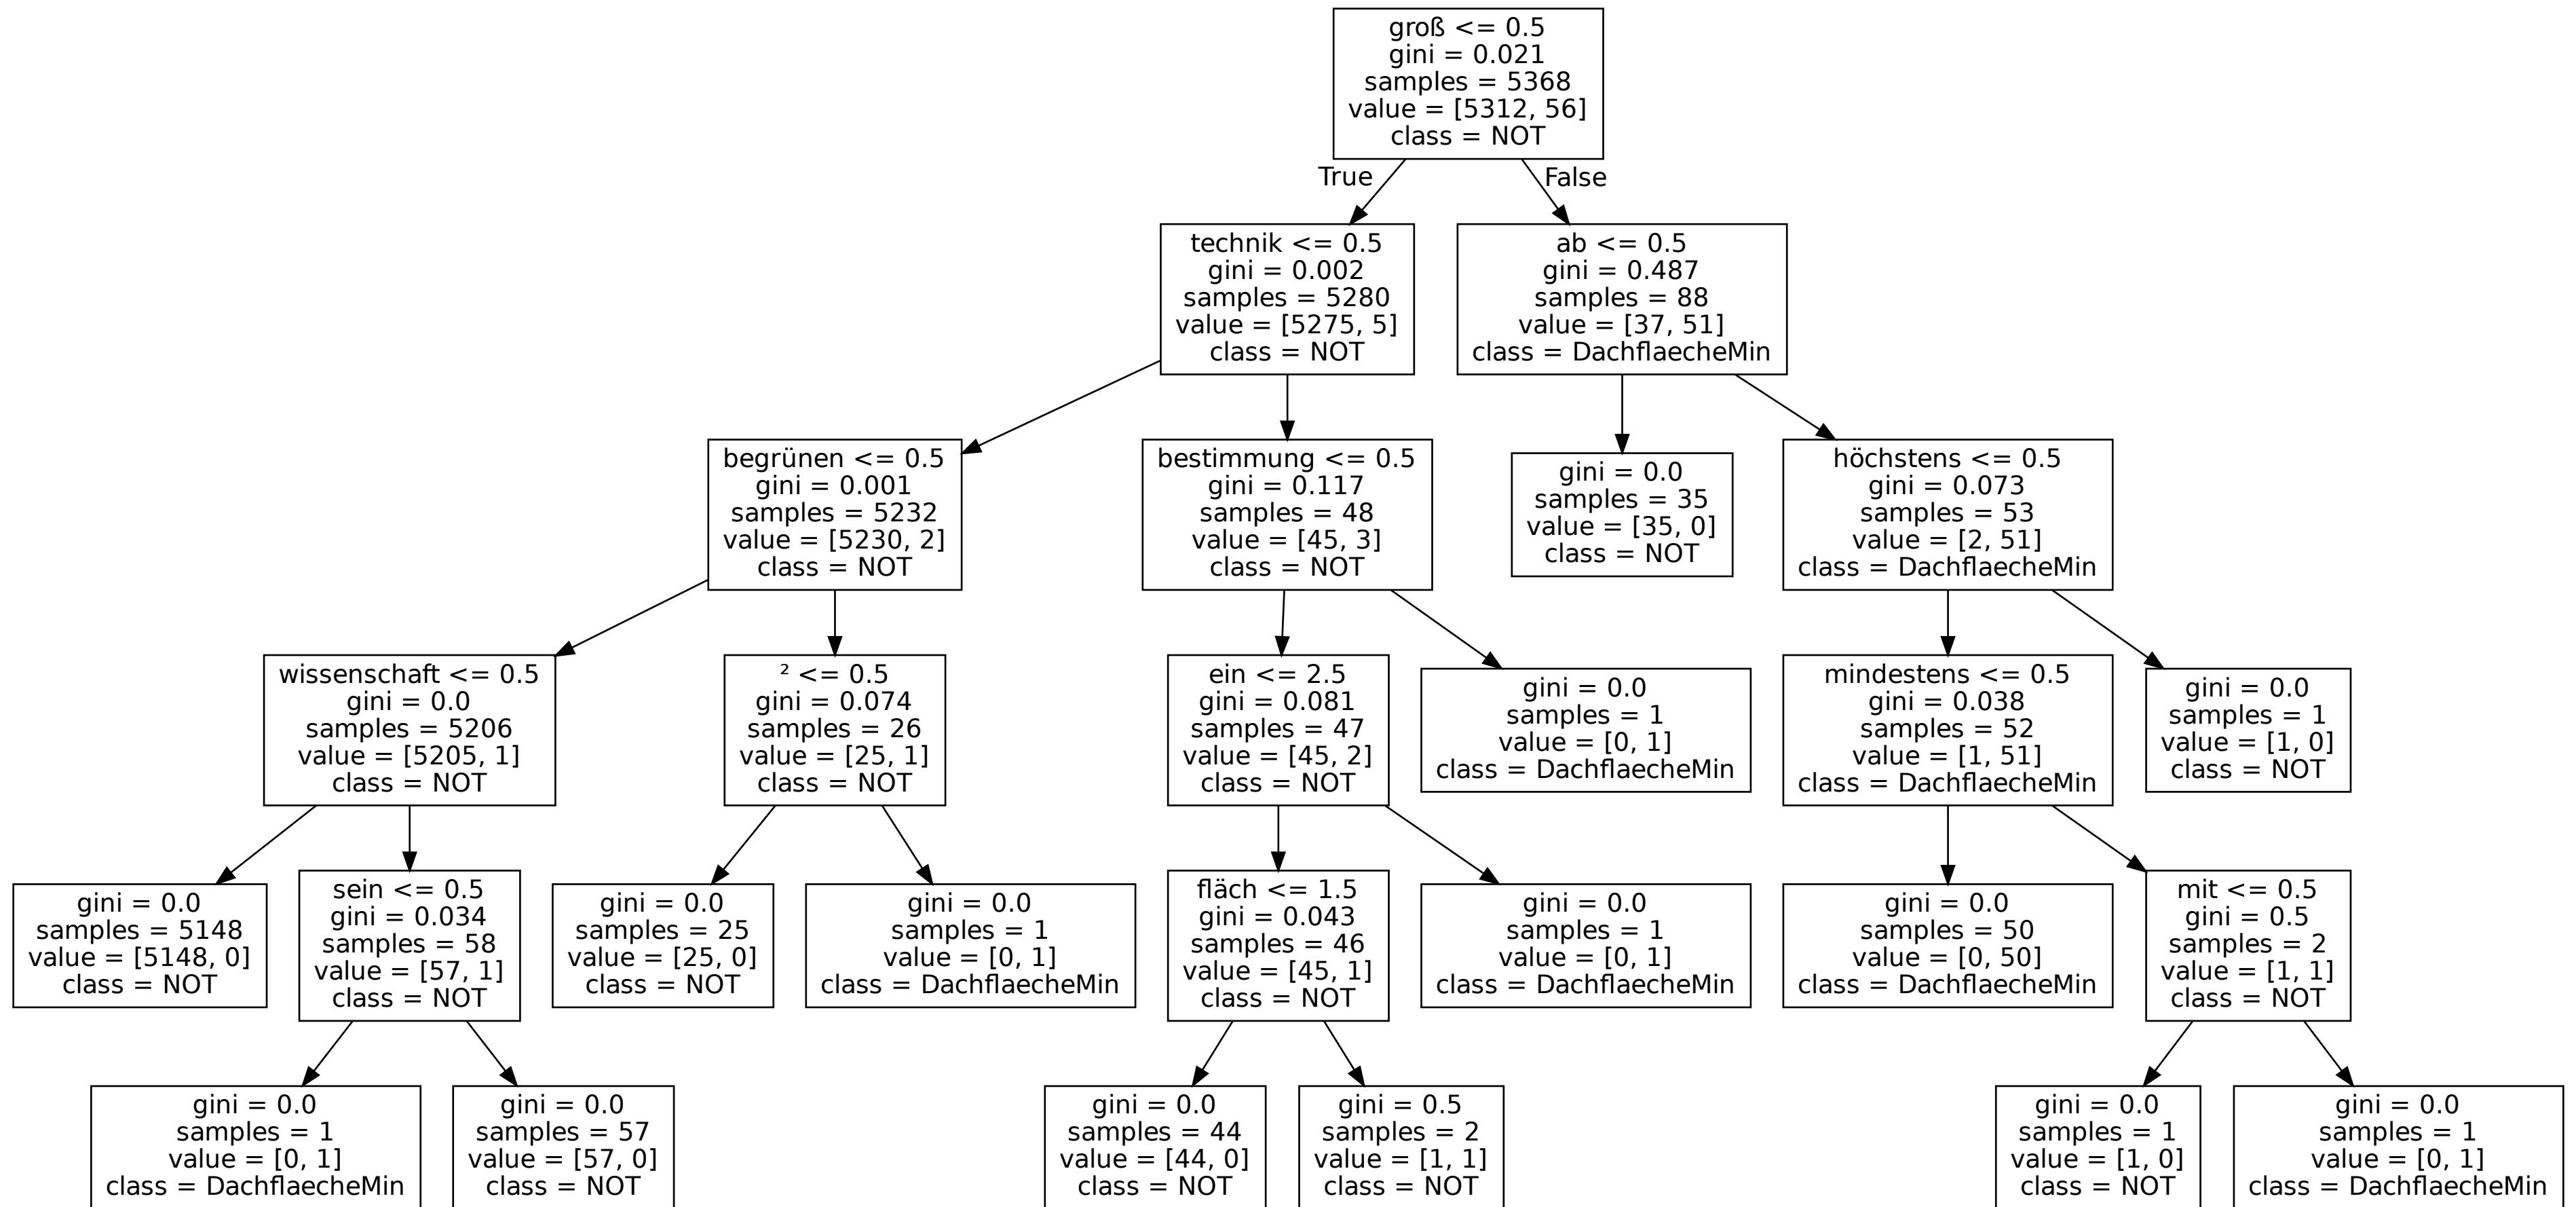 groß <= 0.5
gini = 0.021
samples = 5368
value = [5312, 56]
class = NOT
True
False
technik <= 0.5
gini = 0.002
samples = 5280
value = [5275, 5]
class = NOT
ab <= 0.5
gini = 0.487
samples = 88
value = [37, 51]
class = DachflaecheMin
begrünen <= 0.5
gini = 0.001
samples = 5232
value = [5230, 2]
class = NOT
bestimmung <= 0.5
gini = 0.117
samples = 48
value = [45, 3]
class = NOT
gini = 0.0
samples = 35
value = [35, 0]
class = NOT
höchstens <= 0.5
gini = 0.073
samples = 53
value = [2, 51]
class = DachflaecheMin
wissenschaft <= 0.5
gini = 0.0
samples = 5206
value = [5205, 1]
class = NOT
² <= 0.5
gini = 0.074
samples = 26
value = [25, 1]
class = NOT
ein <= 2.5
gini = 0.081
samples = 47
value = [45, 2]
class = NOT
gini = 0.0
samples = 1
value = [0, 1]
class = DachflaecheMin
mindestens <= 0.5
gini = 0.038
samples = 52
value = [1, 51]
class = DachflaecheMin
gini = 0.0
samples = 1
value = [1, 0]
class = NOT
gini = 0.0
samples = 5148
value = [5148, 0]
class = NOT
sein <= 0.5
gini = 0.034
samples = 58
value = [57, 1]
class = NOT
gini = 0.0
samples = 25
value = [25, 0]
class = NOT
gini = 0.0
samples = 1
value = [0, 1]
class = DachflaecheMin
fläch <= 1.5
gini = 0.043
samples = 46
value = [45, 1]
class = NOT
gini = 0.0
samples = 1
value = [0, 1]
class = DachflaecheMin
gini = 0.0
samples = 50
value = [0, 50]
class = DachflaecheMin
mit <= 0.5
gini = 0.5
samples = 2
value = [1, 1]
class = NOT
gini = 0.0
samples = 1
value = [0, 1]
class = DachflaecheMin
gini = 0.0
samples = 57
value = [57, 0]
class = NOT
gini = 0.0
samples = 44
value = [44, 0]
class = NOT
gini = 0.5
samples = 2
value = [1, 1]
class = NOT
gini = 0.0
samples = 1
value = [1, 0]
class = NOT
gini = 0.0
samples = 1
value = [0, 1]
class = DachflaecheMin